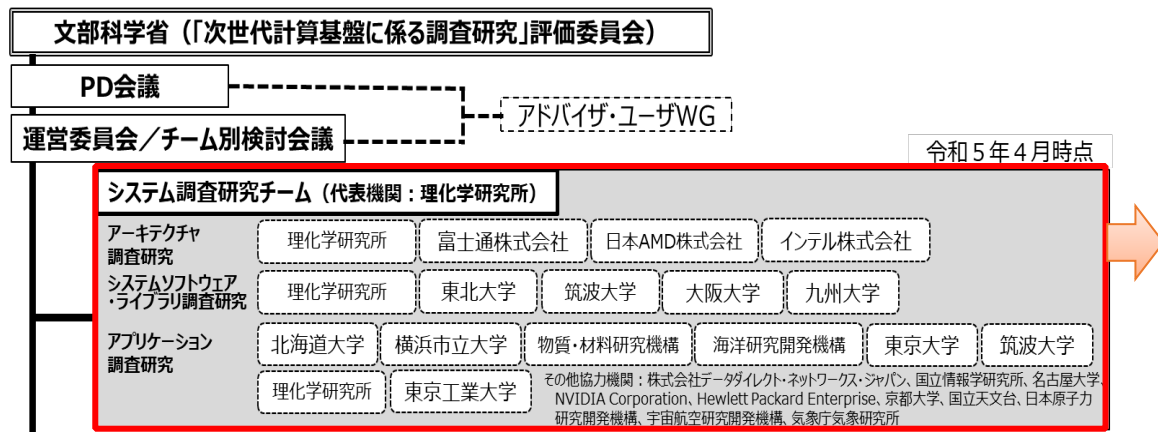 文部科学省（「次世代計算基盤に係る調査研究」評価委員会）
PD会議
アドバイザ・ユーザWG
運営委員会／チーム別検討会議
令和５年４月時点
システム調査研究チーム（代表機関：理化学研究所）
アーキテクチャ
調査研究
理化学研究所 富士通株式会社 日本AMD株式会社 インテル株式会社
システムソフトウェア
・ライブラリ調査研究
理化学研究所 東北大学 筑波大学 大阪大学 九州大学
アプリケーション
調査研究
北海道大学 横浜市立大学 物質・材料研究機構 海洋研究開発機構 東京大学 筑波大学
理化学研究所 東京工業大学
その他協力機関：株式会社データダイレクト・ネットワークス・ジャパン、国立情報学研究所、名古屋大学、
NVIDIA Corporation、Hewlett Packard Enterprise、京都大学、国立天文台、日本原子力
研究開発機構、宇宙航空研究開発機構、気象庁気象研究所